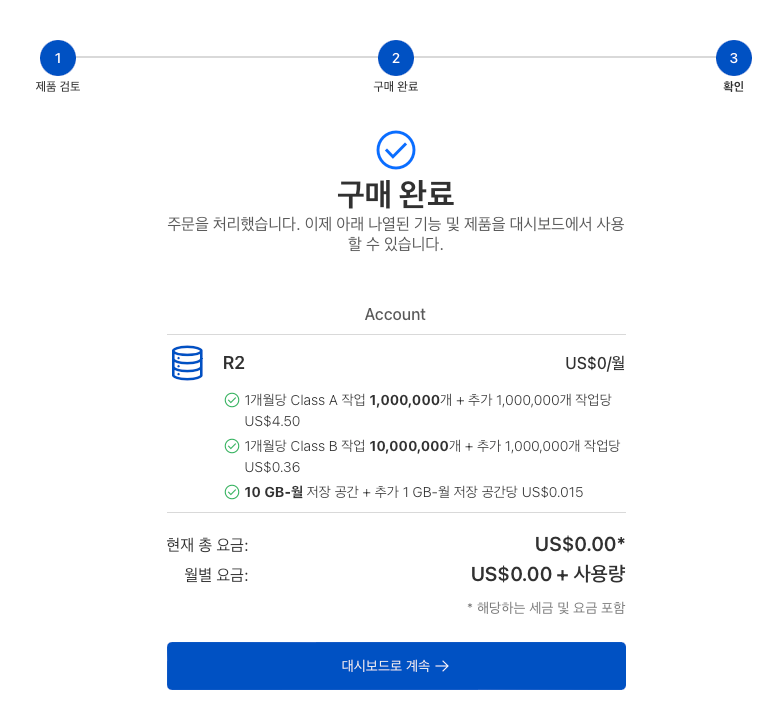 1
2
3
제품 검토
구매 완료
확인
구매 완료
주문을 처리했습니다. 이제 아래 나열된 기능 및 제품을 대시보드에서 사용
할 수 있습니다.
Account
R2
US$0/월
1개월당 Class A 작업 1,000,000개 + 추가 1,000,000개 작업당
US$4.50
1개월당 Class B 작업 10,000,000개 + 추가 1,000,000개 작업당
US$0.36
10 GB-월 저장 공간 + 추가 1 GB-월 저장 공간당 US$0.015
현재 총 요금:
US$0.00*
월별 요금:
US$0.00 + 사용량
* 해당하는 세금 및 요금 포함
대시보드로 계속 →